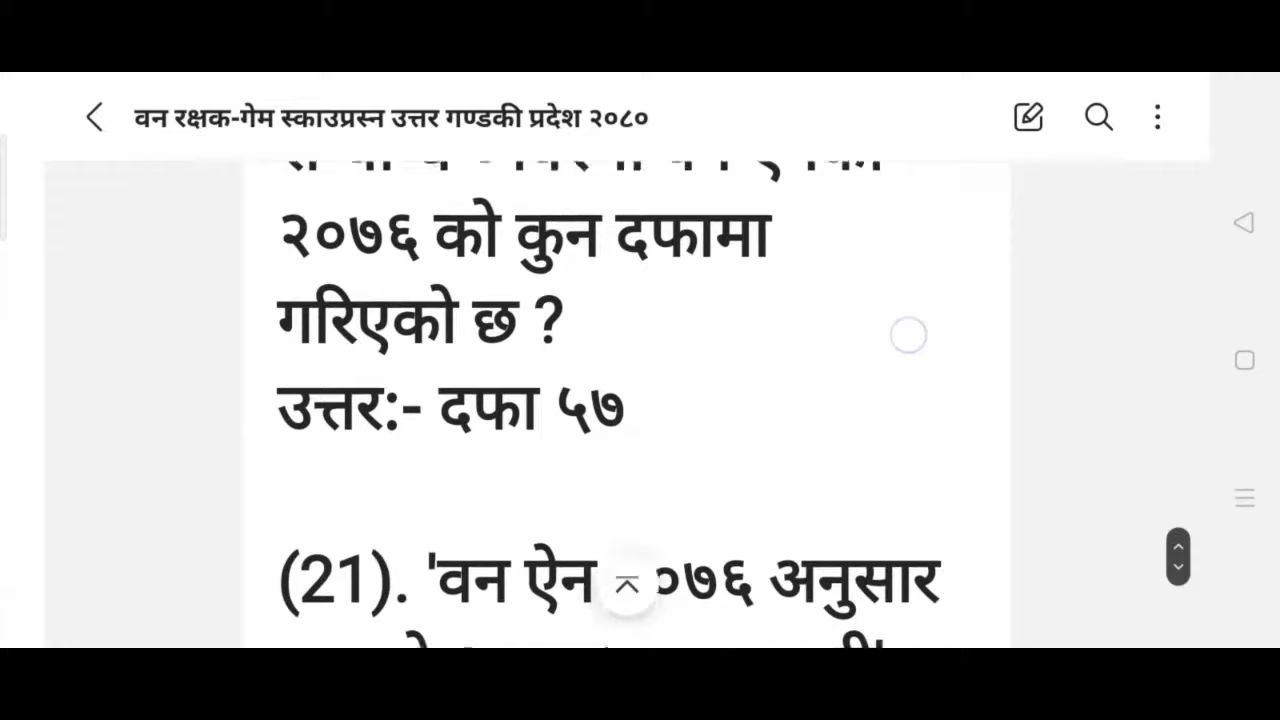 वन रक्षक-गेम स्काउप्रस्न उत्तर गण्डकी प्रदेश २०८०
२०७६ को कुन दफामा
गरिएको छ ?
उत्तर:- दफा ५७
(21). 'वन ऐन ०७६ अनुसार